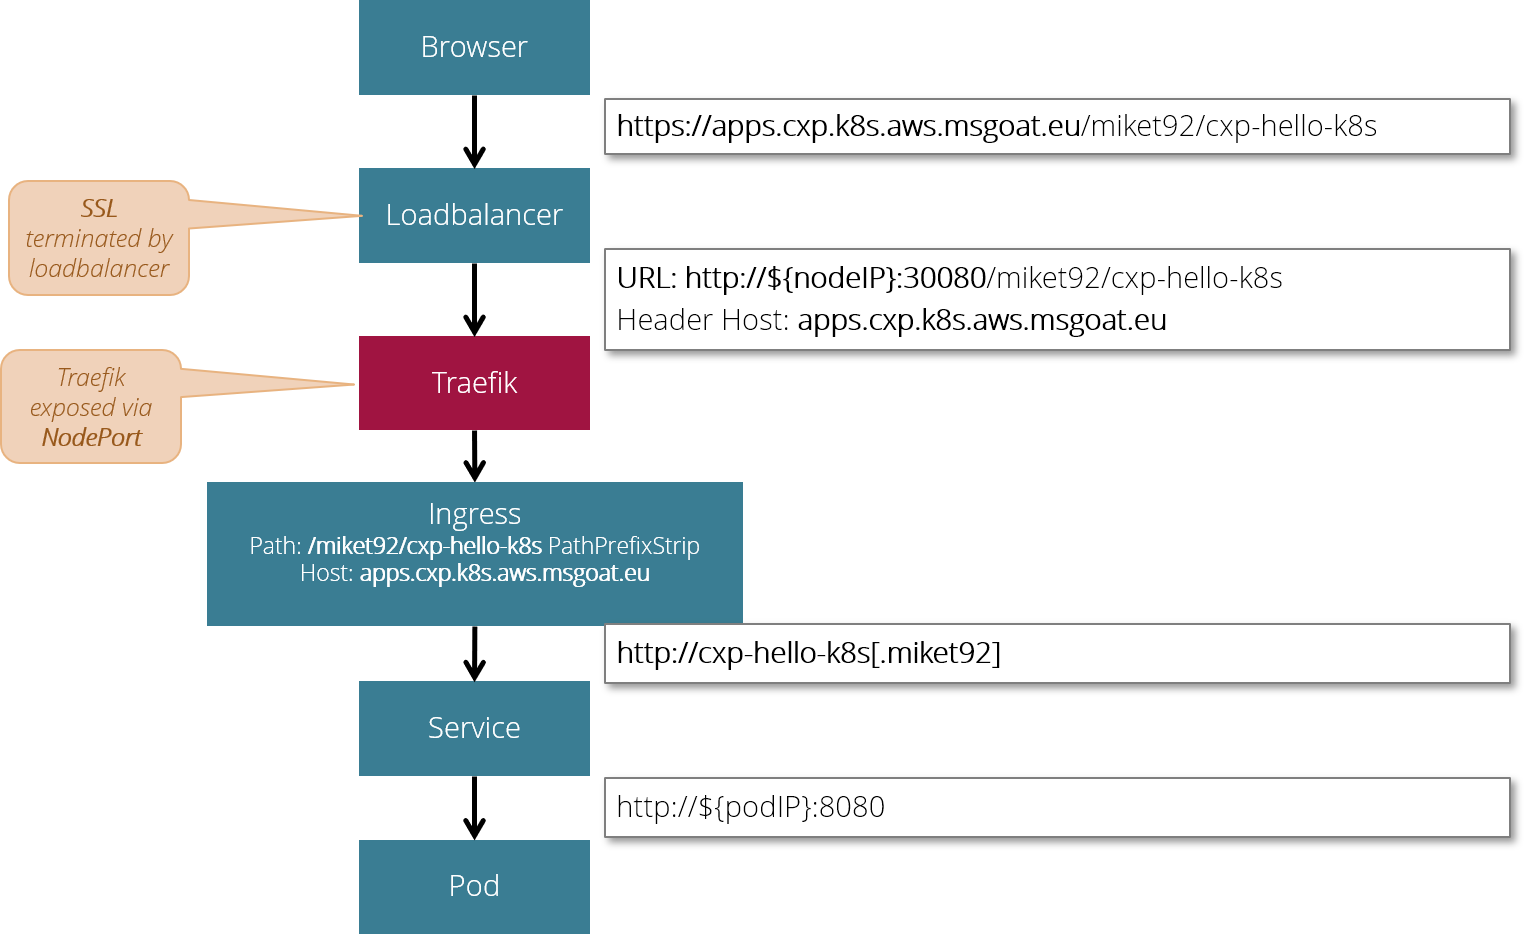 Browser
https://apps.cxp.k8s.aws.msgoat.eu/miket92/cxp-hello-k8s
SSL
terminated by
loadbalancer
Loadbalancer
URL: http://${nodeIP}:30080/miket92/cxp-hello-k8s
Header Host: apps.cxp.k8s.aws.msgoat.eu
Traefik
exposed via
NodePort
Traefik
Ingress
Path: /miket92/cxp-hello-k8s PathPrefixStrip
Host: apps.cxp.k8s.aws.msgoat.eu
http://cxp-hello-k8s[.miket92]
Service
http://${podIP}:8080
Pod